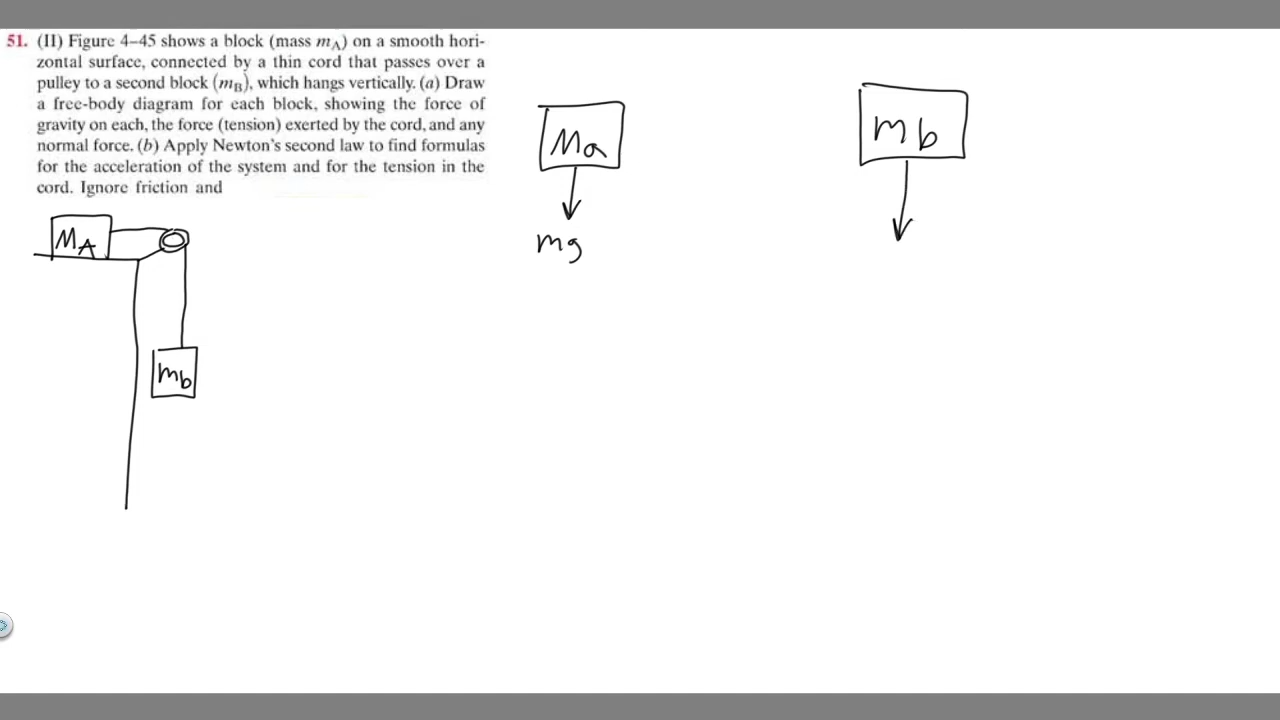 51. (II) Figure 4–45 shows a block (mass mA) on a smooth hori-
zontal surface, connected by a thin cord that passes over a
pulley to a second block (mB), which hangs vertically. (a) Draw
a free-body diagram for each block, showing the force of
gravity on each, the force (tension) exerted by the cord, and any
normal force. (b) Apply Newton's second law to find formulas
for the acceleration of the system and for the tension in the
cord. Ignore friction and
MA
mb
Ma
mg
mb